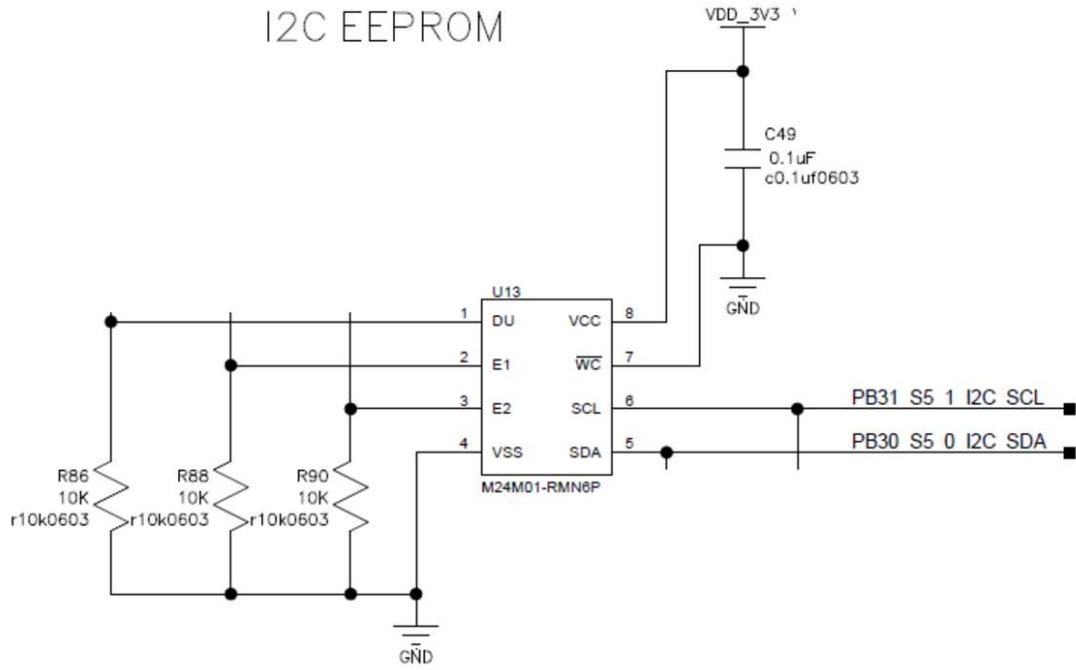 I2C EEPROM
VDD_3V3
C49
0.1uF
c0.1uf0603
GND
U13
1 DU VCC 8
2 E1 WC 7
3 E2 SCL 6
4 VSS SDA 5
M24M01-RMN6P
PB31 S5 1 I2C SCL
PB30 S5 0 I2C SDA
R86
10K
r10k0603
R88
10K
r10k0603
R90
10K
r10k0603
GND